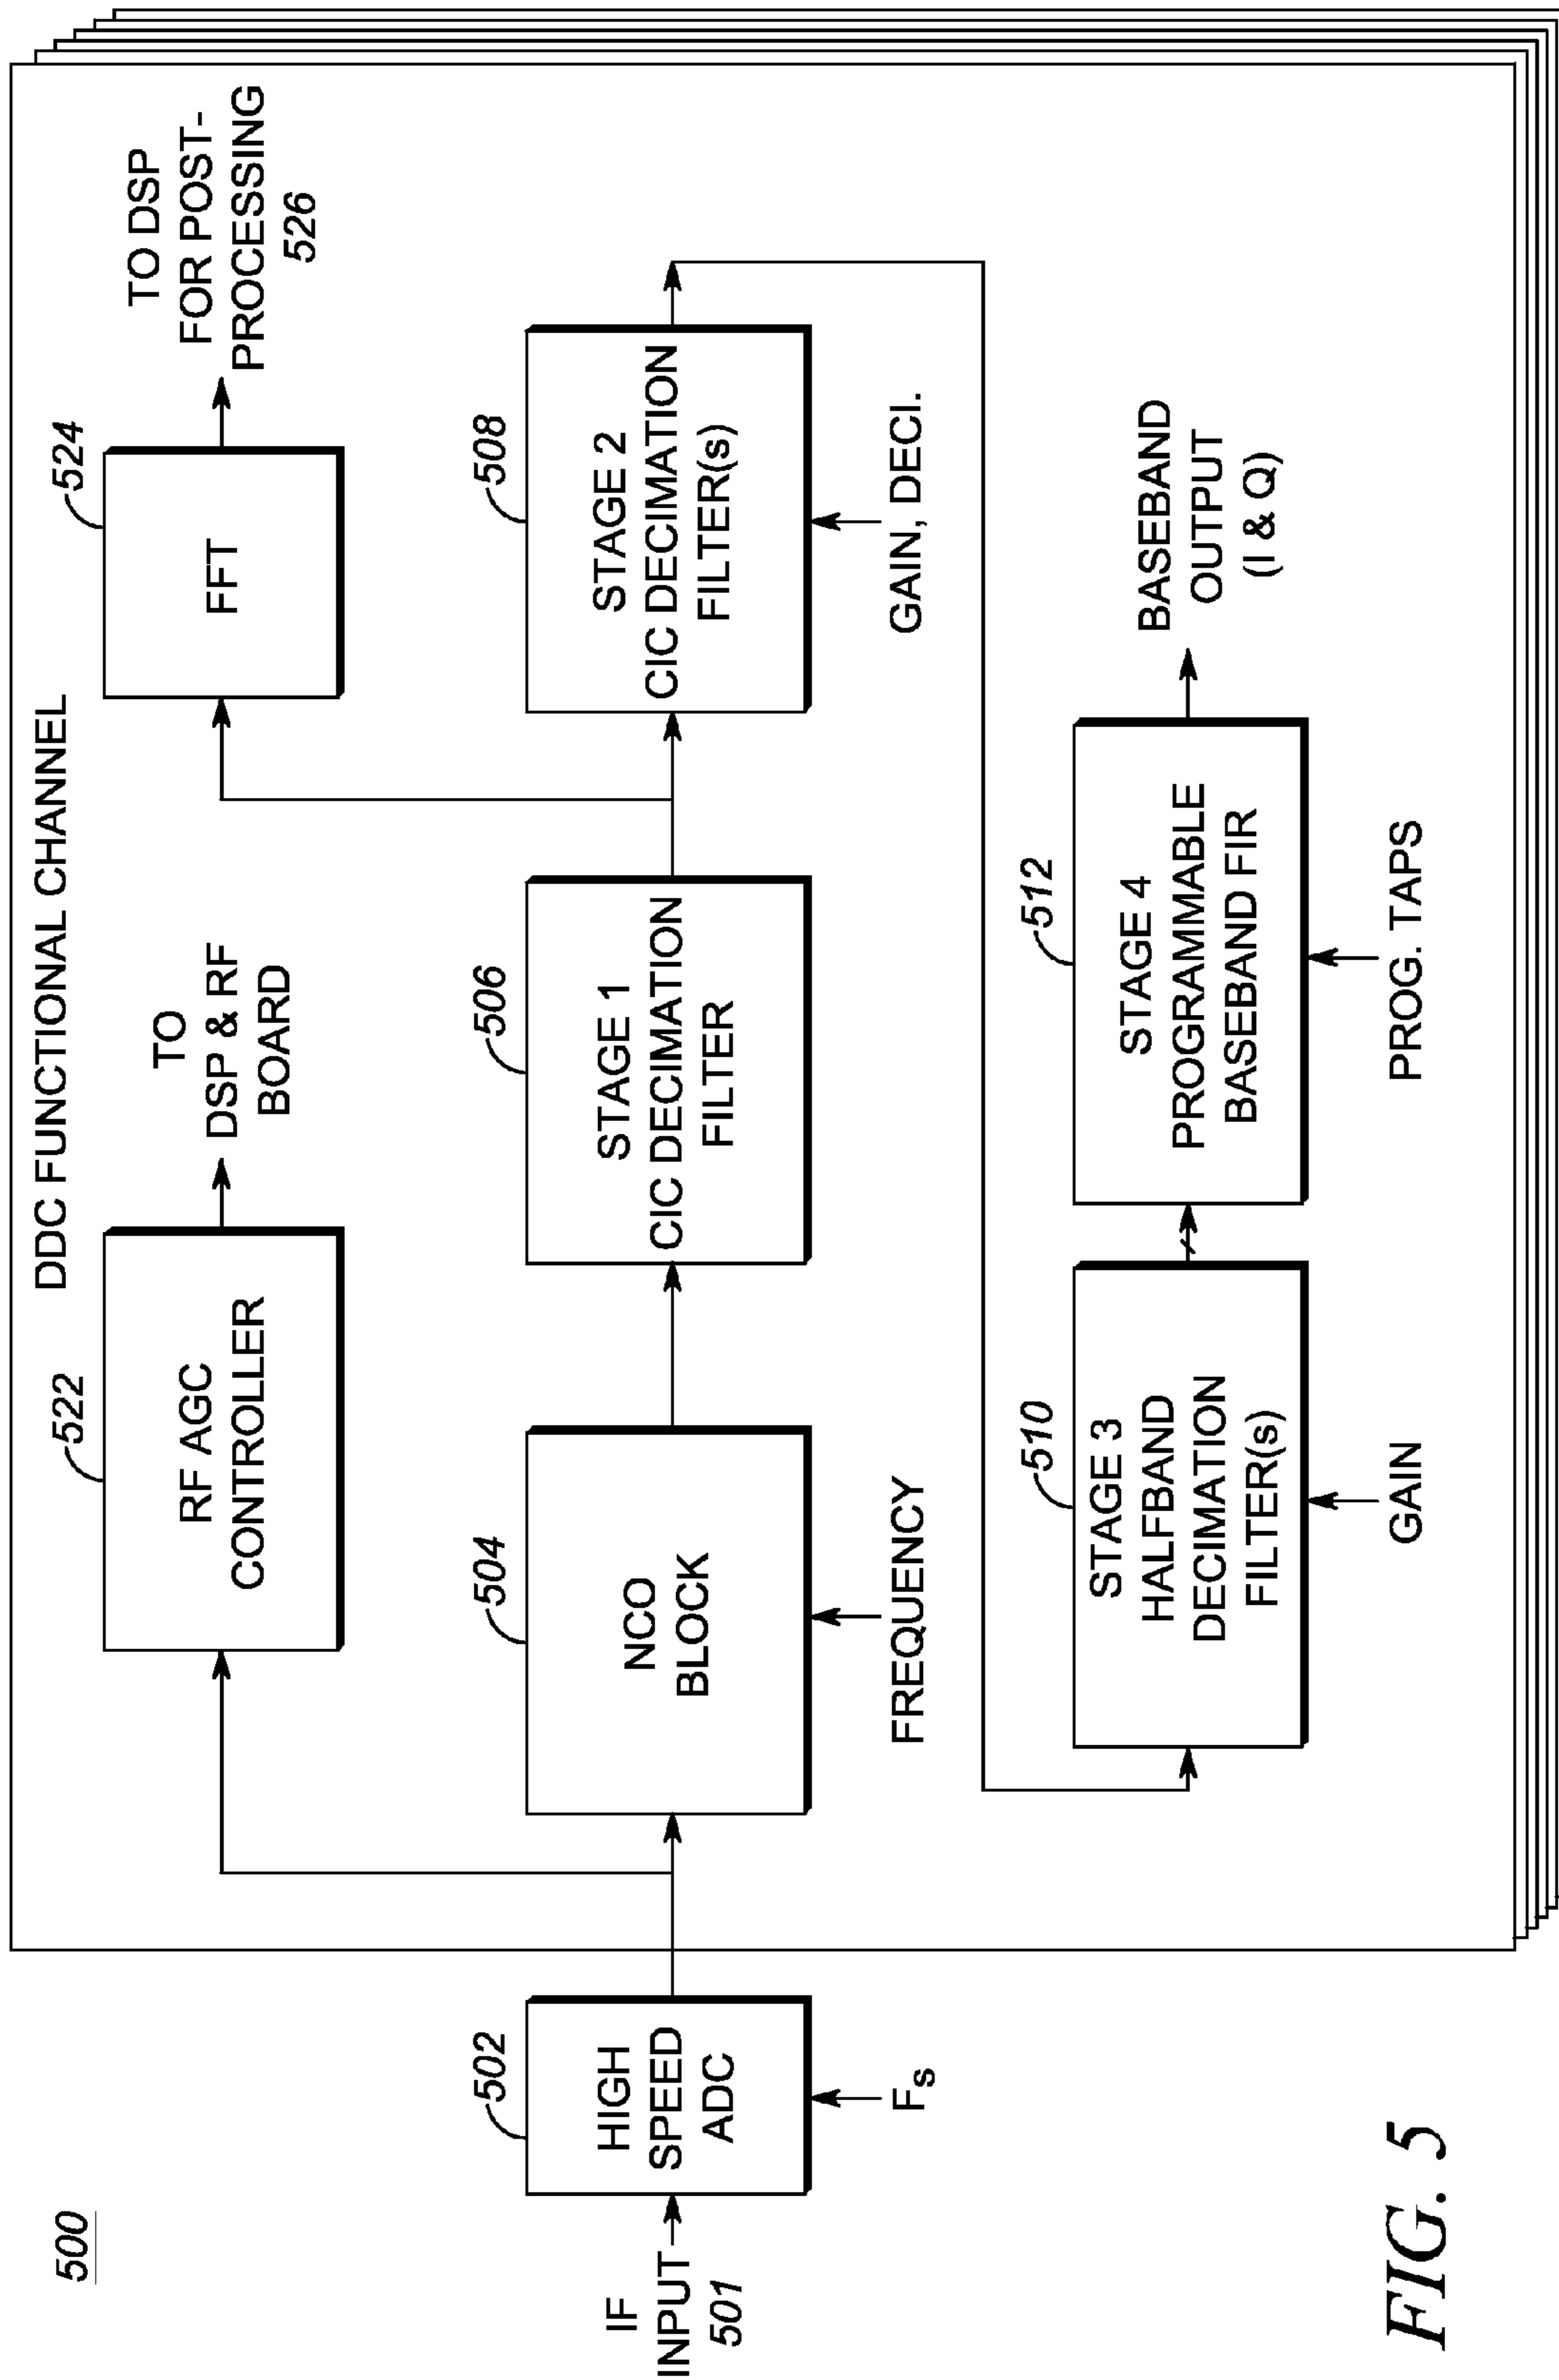 500
DDC FUNCTIONAL CHANNEL
522
RF AGC
CONTROLLER
TO
DSP & RF
BOARD
524
FFT
TO DSP
FOR POST-
PROCESSING
526
IF
INPUT
501
502
HIGH
SPEED
ADC
Fs
504
NCO
BLOCK
FREQUENCY
506
STAGE 1
CIC DECIMATION
FILTER
508
STAGE 2
CIC DECIMATION
FILTER(s)
GAIN, DECI.
510
STAGE 3
HALFBAND
DECIMATION
FILTER(s)
GAIN
512
STAGE 4
PROGRAMMABLE
BASEBAND FIR
PROG. TAPS
BASEBAND
OUTPUT
(I & Q)
FIG. 5